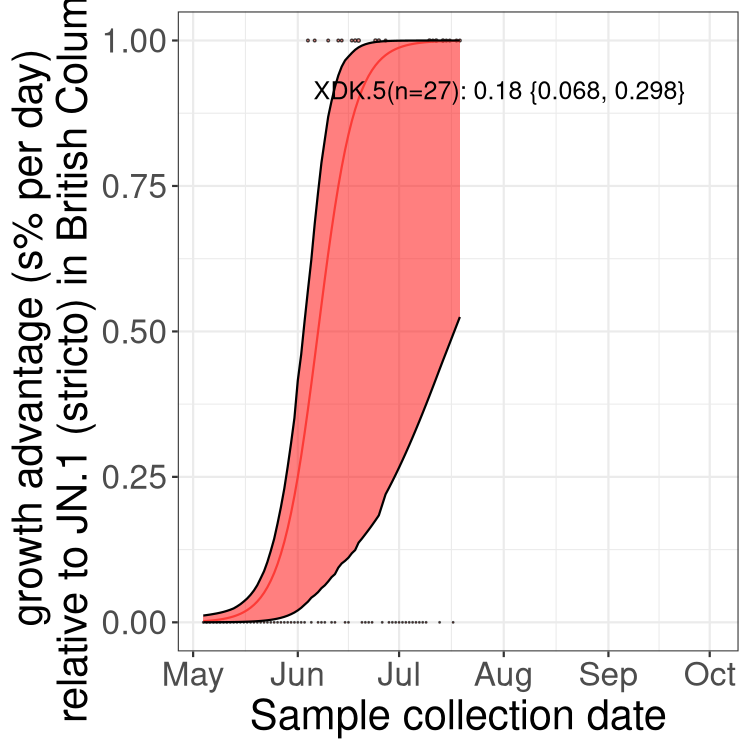 growth advantage (s% per day)
relative to JN.1 (stricto) in British Colum
1.00
0.75
0.50
0.25
0.00
XDK.5(n=27): 0.18 {0.068, 0.298}
May Jun Jul Aug Sep Oct
Sample collection date